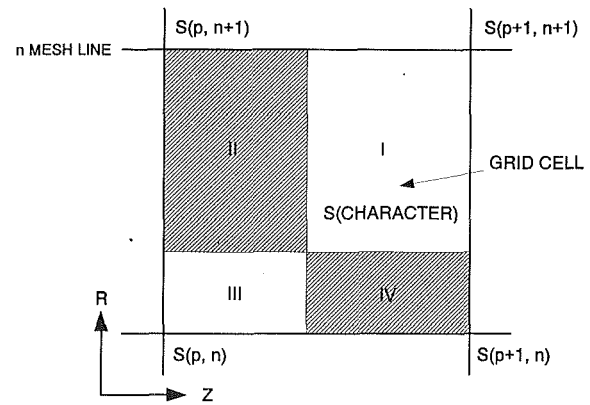 S(p, n+1)
S(p+1, n+1)
n MESH LINE
II
I
GRID CELL
S(CHARACTER)
III
IV
R
S(p, n)
S(p+1, n)
Z